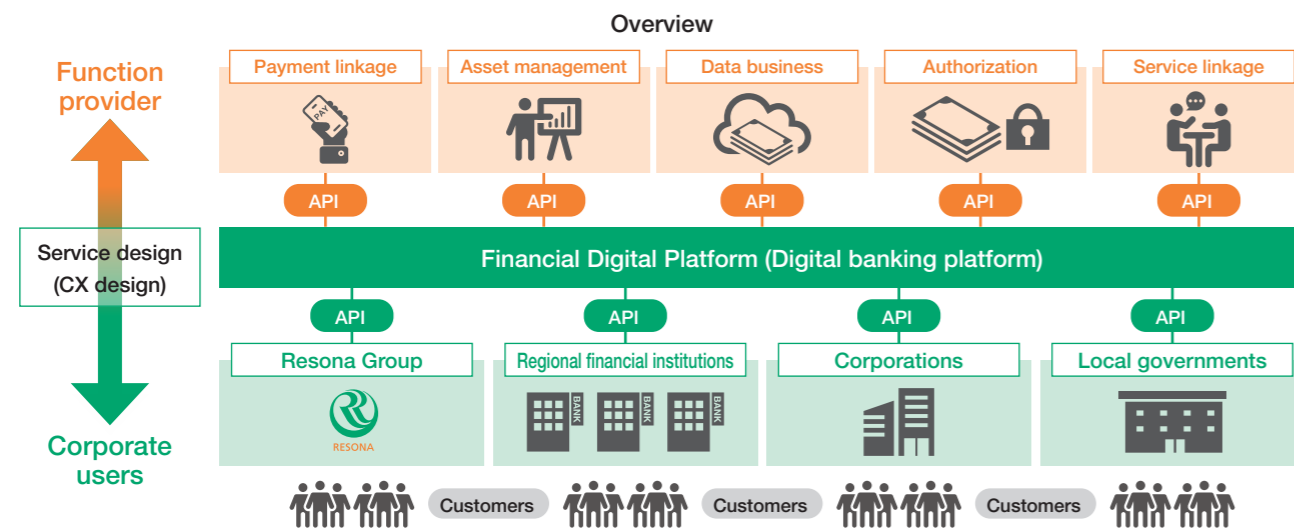 Overview
Function
provider
Payment linkage
Asset management
Data business
Authorization
Service linkage
PAY
API
API
API
API
API
Service design
(CX design)
Financial Digital Platform (Digital banking platform)
API
API
API
API
Resona Group
Regional financial institutions
Corporations
Local governments
RESONA
BANK
BANK
BANK
Corporate
users
Customers
Customers
Customers